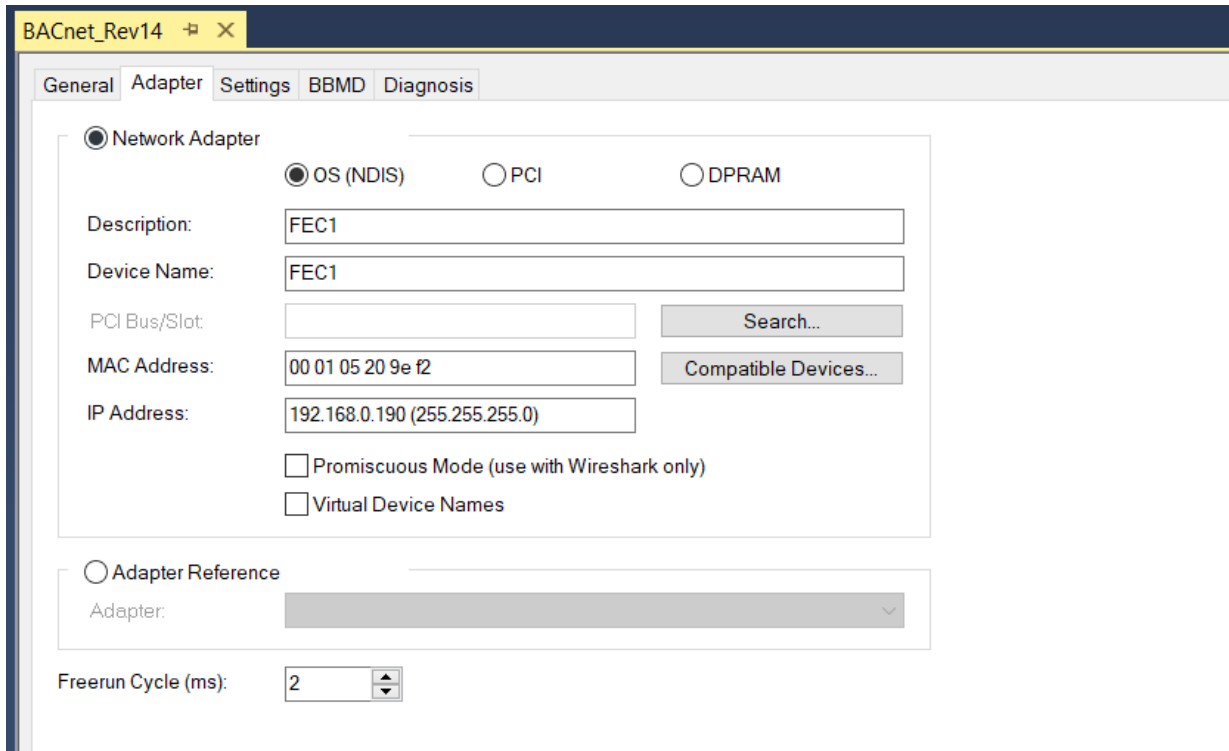 BACnet_Rev14
General Adapter Settings BBMD Diagnosis
Network Adapter
OS (NDIS) PCI DPRAM
Description: FEC1
Device Name: FEC1
PCI Bus/Slot: Search...
MAC Address: 00 01 05 20 9e f2 Compatible Devices...
IP Address: 192.168.0.190 (255.255.255.0)
Promiscuous Mode (use with Wireshark only)
Virtual Device Names
Adapter Reference
Adapter:
Freerun Cycle (ms): 2